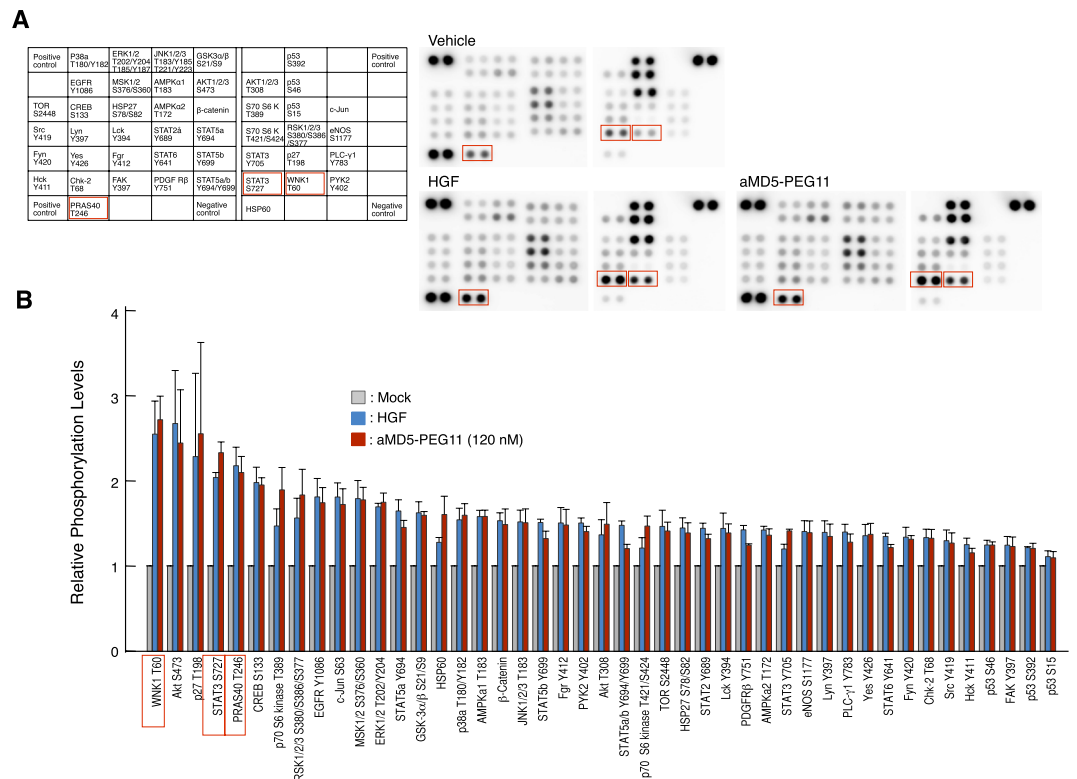 A
Positive control
P38a T180/Y182
ERK1/2 T202/Y204 T185/Y187
JNK1/2/3 T183/Y185 T221/Y223
GSK3α/β S21/S9
p53 S392
Positive control
EGFR Y1086
MSK1/2 S376/S360
AMPKα1 T183
AKT1/2/3 S473
AKT1/2/3 T308
p53 S46
TOR S2448
CREB S133
HSP27 S78/S82
AMPKα2 T172
β-catenin
S70 S6 K T389
p53 S15
c-Jun
Src Y419
Lyn Y397
Lck Y394
STAT2à Y689
STAT5a Y694
S70 S6 K T421/S424
RSK1/2/3 S380/S386 /S377
eNOS S1177
Fyn Y420
Yes Y426
Fgr Y412
STAT6 Y641
STAT5b Y699
STAT3 Y705
p27 T198
PLC-γ1 Y783
Hck Y411
Chk-2 T68
FAK Y397
PDGF Rβ Y751
STAT5a/b Y694/Y699
STAT3 S727
WNK1 T60
PYK2 Y402
Positive control
PRAS40 T246
Negative control
HSP60
Negative control
Vehicle
HGF
aMD5-PEG11
B
Relative Phosphorylation Levels
4
3
2
1
0
: Mock
: HGF
: aMD5-PEG11 (120 nM)
WNK1 T60
Akt S473
p27 T198
STAT3 S727
PRAS40 T246
CREB S133
p70 S6 kinase T389
RSK1/2/3 S380/S386/S377
EGFR Y1086
c-Jun S63
MSK1/2 S376/S360
ERK1/2 T202/Y204
STAT5a Y694
GSK-3α/β S21/S9
HSP60
p38a T180/Y182
AMPKa1 T183
β-Catenin
JNK1/2/3 T183
STAT5b Y699
Fgr Y412
PYK2 Y402
Akt T308
STAT5a/b Y694/Y699
p70 S6 kinase T421/S424
TOR S2448
HSP27 S78/S82
STAT2 Y689
Lck Y394
PDGFRβ Y751
AMPKa2 T172
STAT3 Y705
eNOS S1177
Lyn Y397
PLC-γ1 Y783
Yes Y426
STAT6 Y641
Fyn Y420
Chk-2 T68
Src Y419
Hck Y411
p53 S46
FAK Y397
p53 S392
p53 S15